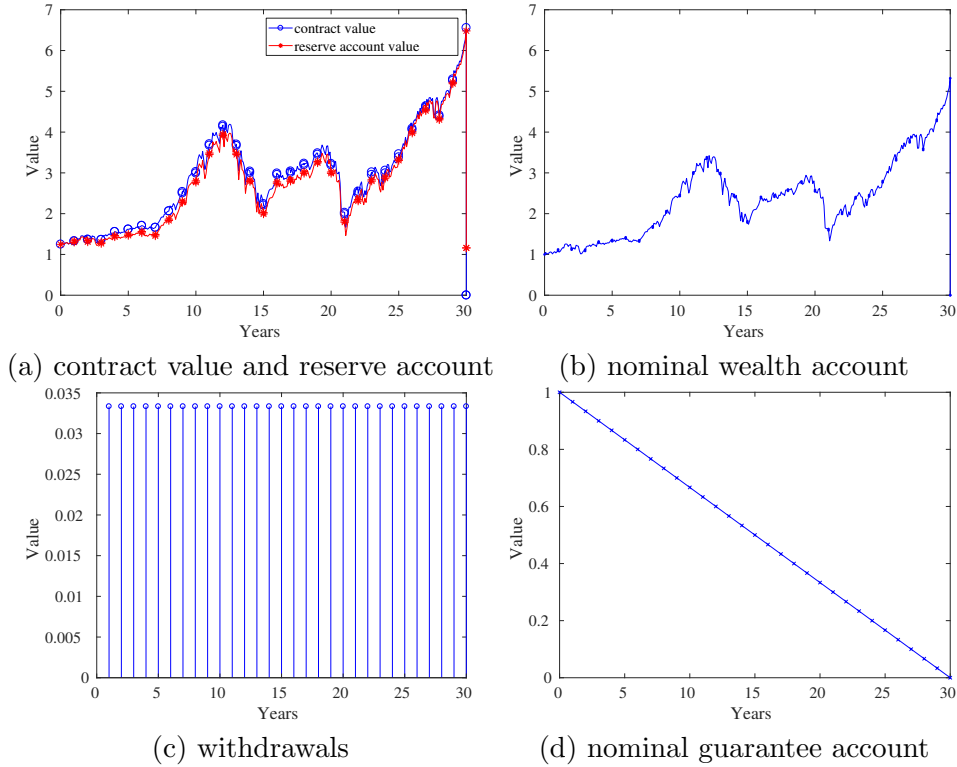 7
6
5
4
3
2
1
0
Value
0 5 10 15 20 25 30
Years
contract value
reserve account value
(a) contract value and reserve account
7
6
5
4
3
2
1
0
Value
0 5 10 15 20 25 30
Years
(b) nominal wealth account
0.035
0.03
0.025
0.02
0.015
0.01
0.005
0
Value
0 5 10 15 20 25 30
Years
(c) withdrawals
1
0.8
0.6
0.4
0.2
0
Value
0 5 10 15 20 25 30
Years
(d) nominal guarantee account